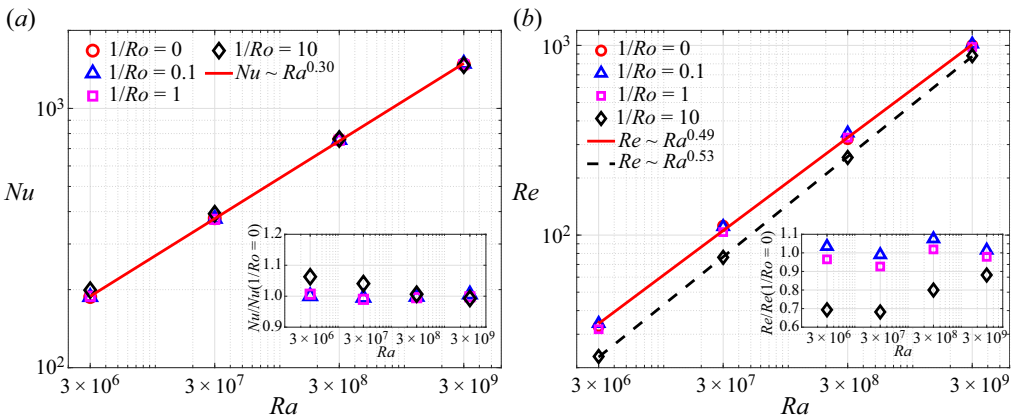 (a)
1/Ro = 0
1/Ro = 10
1/Ro = 0.1
Nu ~ Ra^0.30
1/Ro = 1
10^3
Nu
10^2
3 × 10^6
3 × 10^7
3 × 10^8
3 × 10^9
Ra
Nu/Nu(1/Ro = 0)
1.2
1.1
1.0
0.9
3 × 10^6
3 × 10^7
3 × 10^8
3 × 10^9
Ra
(b)
1/Ro = 0
1/Ro = 0.1
1/Ro = 1
1/Ro = 10
Re ~ Ra^0.49
Re ~ Ra^0.53
10^3
Re
10^2
3 × 10^6
3 × 10^7
3 × 10^8
3 × 10^9
Ra
Re/Re(1/Ro = 0)
1.1
1.0
0.9
0.8
0.7
0.6
3 × 10^6
3 × 10^7
3 × 10^8
3 × 10^9
Ra